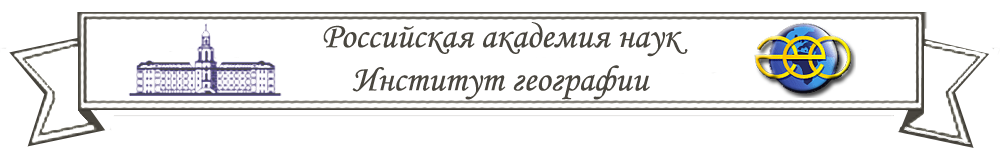 Российская академия наук
Институт географии